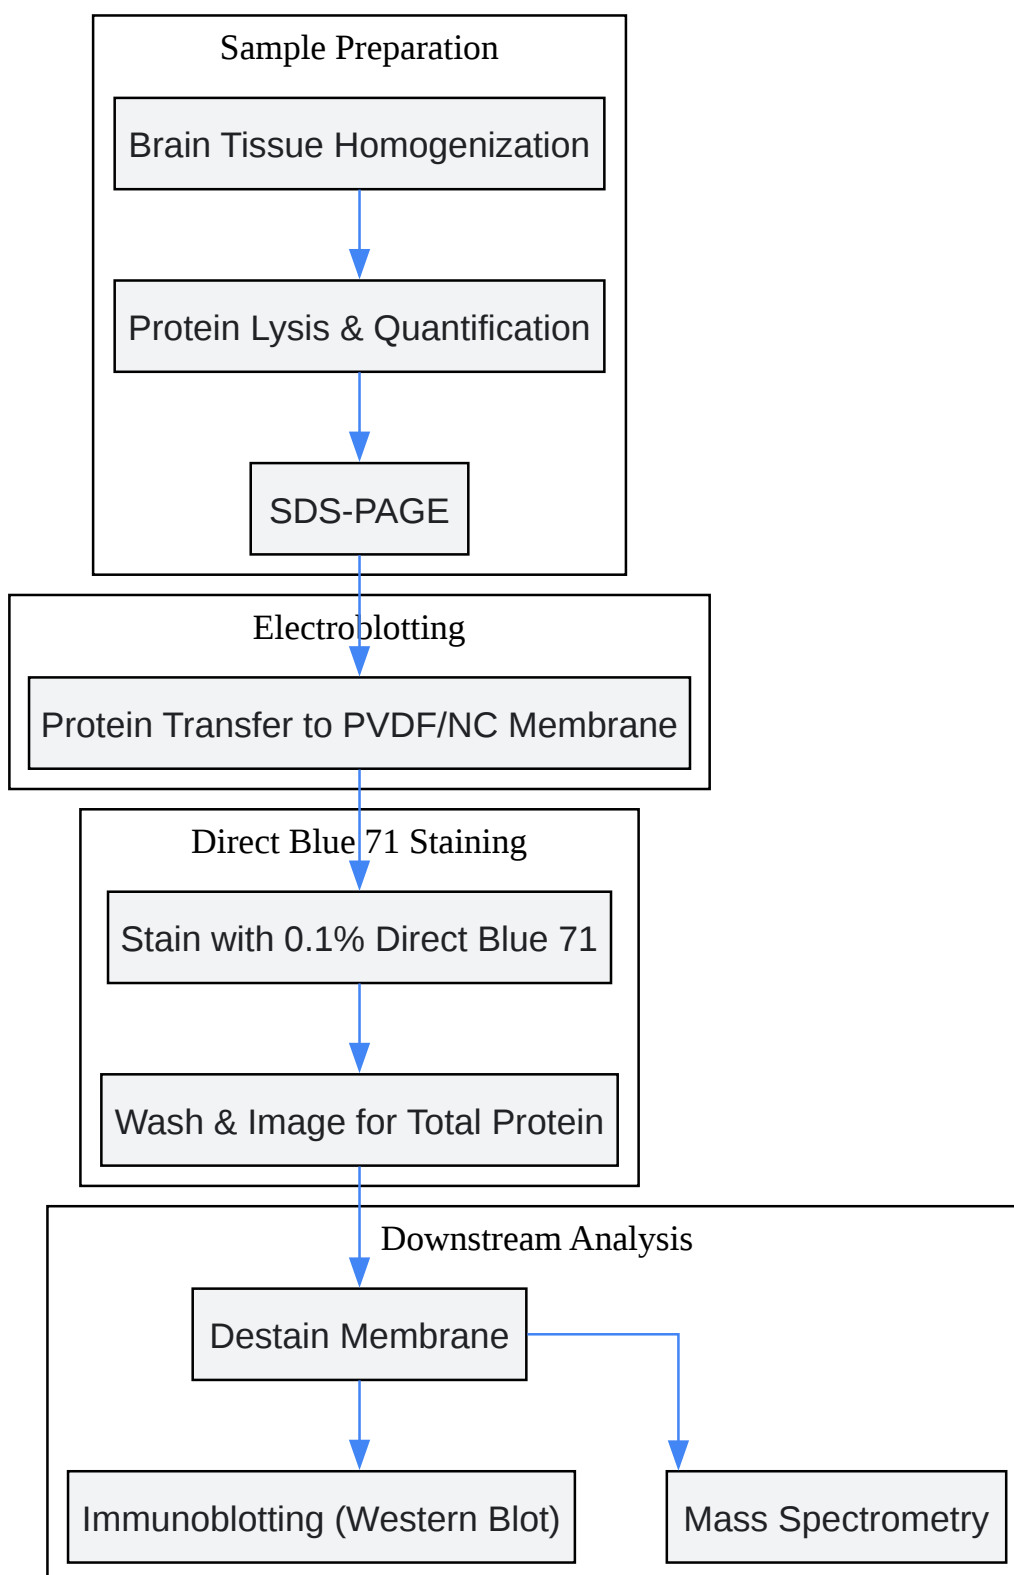 Sample Preparation
Brain Tissue Homogenization
Protein Lysis & Quantification
SDS-PAGE
Electroblotting
Protein Transfer to PVDF/NC Membrane
Direct Blue 71 Staining
Stain with 0.1% Direct Blue 71
Wash & Image for Total Protein
Downstream Analysis
Destain Membrane
Immunoblotting (Western Blot)
Mass Spectrometry